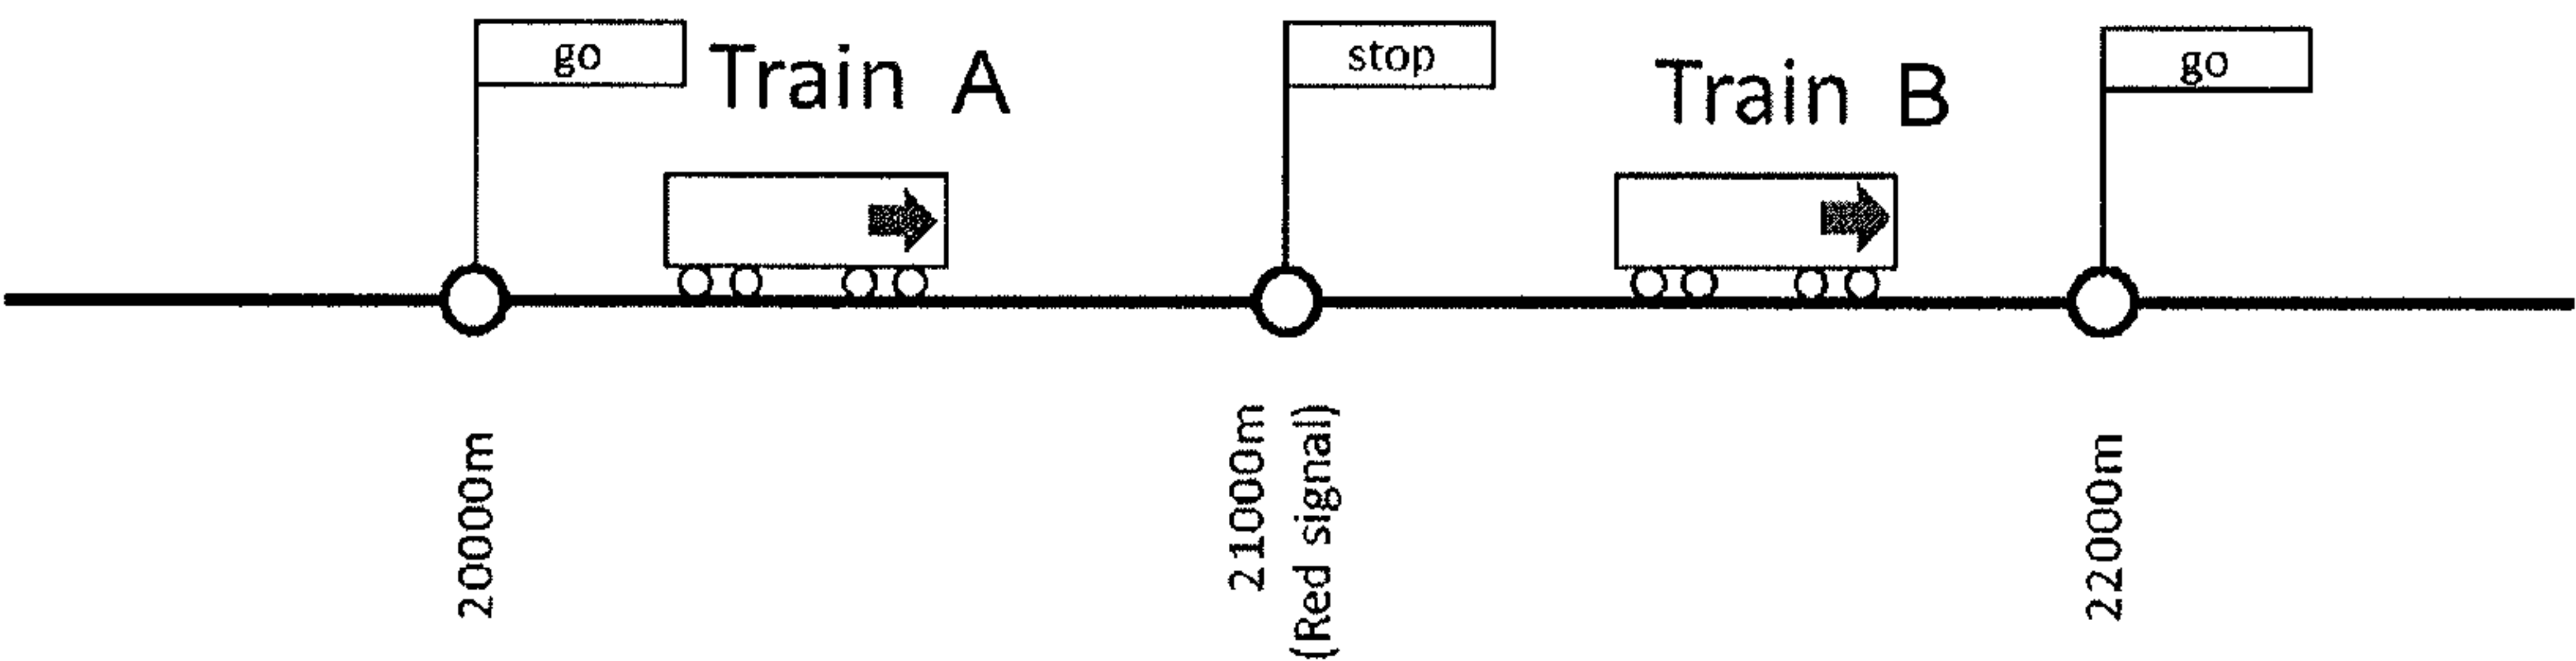 go
Train A
stop
Train B
go
20000m
21000m
(Red signal)
22000m